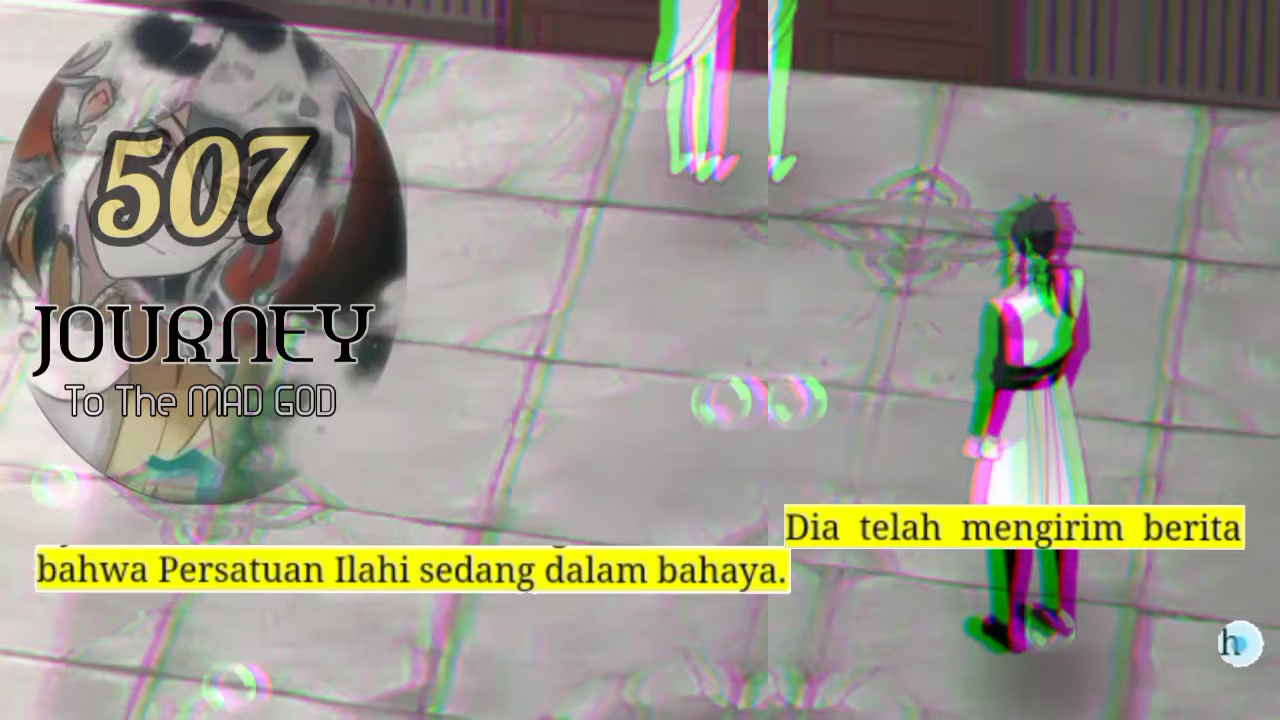 507
JOURNEY
To The MAD GOD
Dia telah mengirim berita
bahwa Persatuan Ilahi sedang dalam bahaya.
h